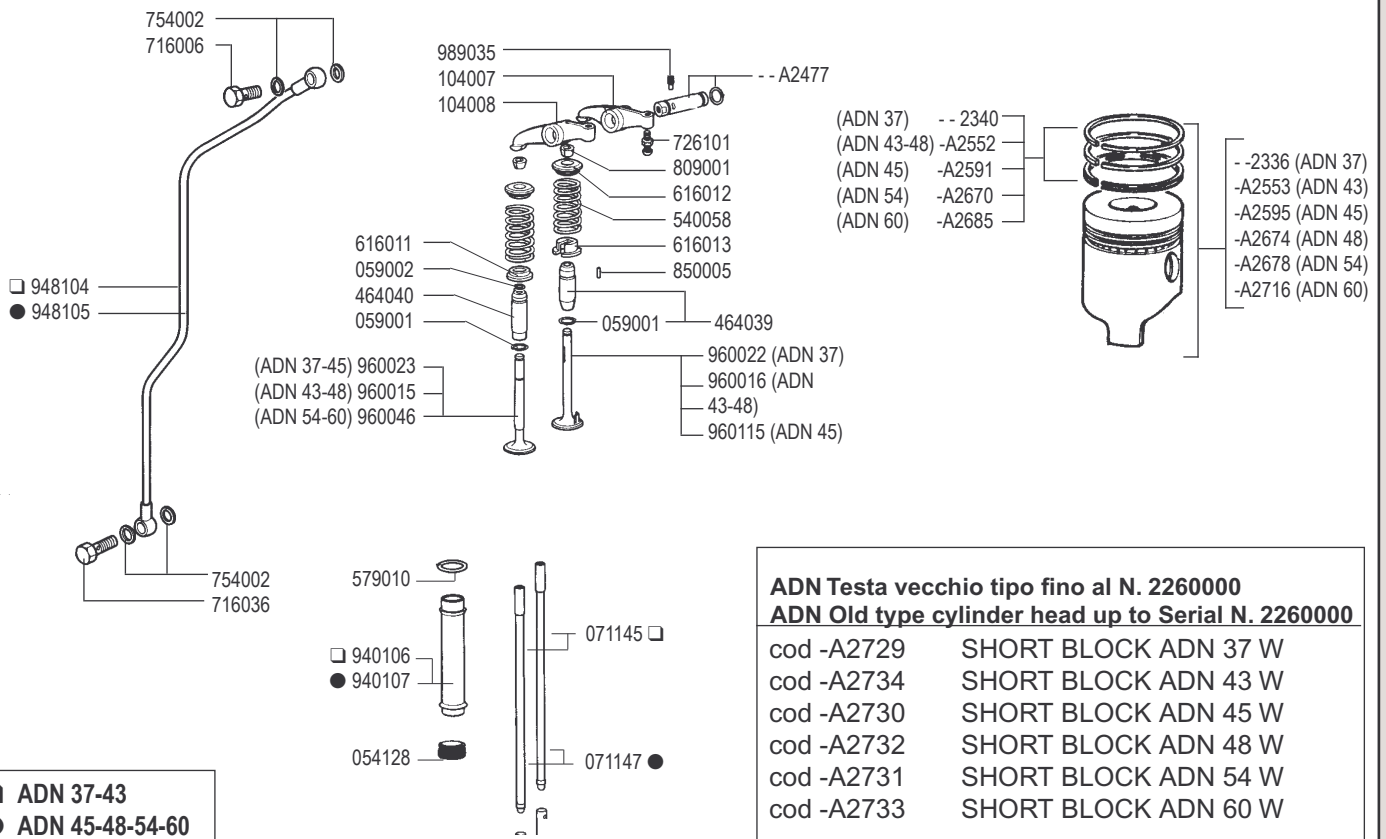 754002
716006
989035
104007
104008
- - A2477
726101
809001
616012
540058
616013
850005
616011
059002
464040
059001
059001
464039
❑ 948104
● 948105
(ADN 37-45) 960023
(ADN 43-48) 960015
(ADN 54-60) 960046
960022 (ADN 37)
960016 (ADN
43-48)
960115 (ADN 45)
(ADN 37) - - 2340
(ADN 43-48) -A2552
(ADN 45) -A2591
(ADN 54) -A2670
(ADN 60) -A2685
- -2336 (ADN 37)
-A2553 (ADN 43)
-A2595 (ADN 45)
-A2674 (ADN 48)
-A2678 (ADN 54)
-A2716 (ADN 60)
754002
716036
579010
❑ 940106
● 940107
054128
071145 ❑
071147 ●
ADN 37-43
ADN 45-48-54-60
ADN Testa vecchio tipo fino al N. 2260000
ADN Old type cylinder head up to Serial N. 2260000
cod -A2729 SHORT BLOCK ADN 37 W
cod -A2734 SHORT BLOCK ADN 43 W
cod -A2730 SHORT BLOCK ADN 45 W
cod -A2732 SHORT BLOCK ADN 48 W
cod -A2731 SHORT BLOCK ADN 54 W
cod -A2733 SHORT BLOCK ADN 60 W